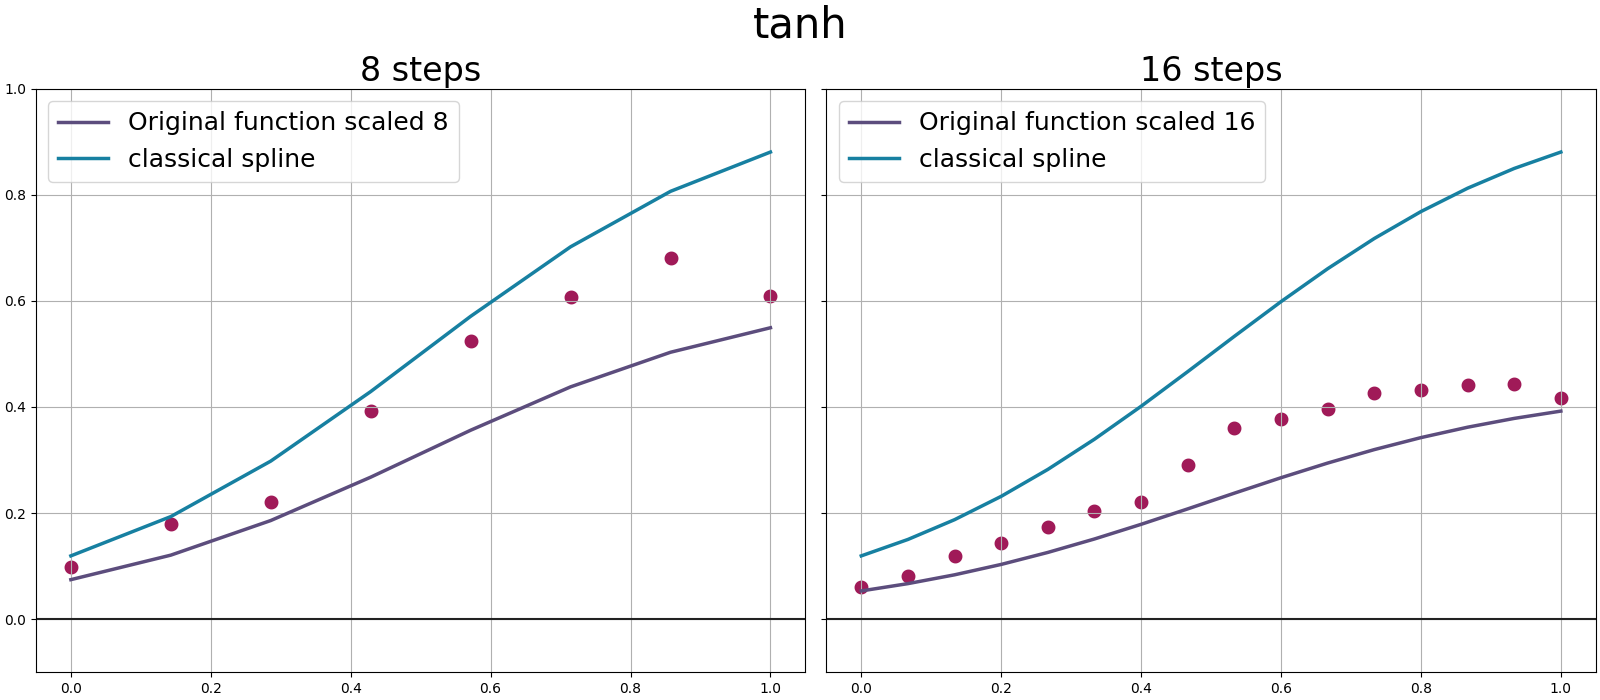 tanh
8 steps
Original function scaled 8
classical spline
1.0
0.8
0.6
0.4
0.2
0.0
0.0 0.2 0.4 0.6 0.8 1.0
16 steps
Original function scaled 16
classical spline
0.0 0.2 0.4 0.6 0.8 1.0